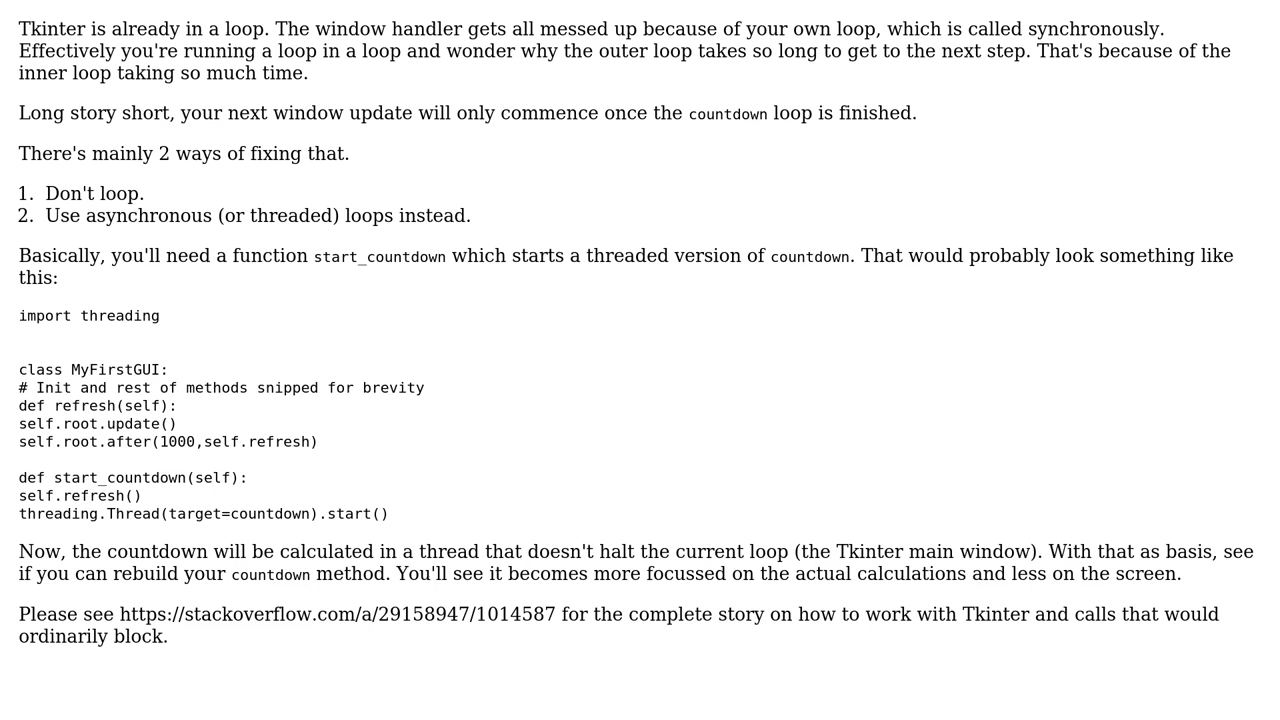 Tkinter is already in a loop. The window handler gets all messed up because of your own loop, which is called synchronously.
Effectively you're running a loop in a loop and wonder why the outer loop takes so long to get to the next step. That's because of the
inner loop taking so much time.
Long story short, your next window update will only commence once the countdown loop is finished.
There's mainly 2 ways of fixing that.
1. Don't loop.
2. Use asynchronous (or threaded) loops instead.
Basically, you'll need a function start_countdown which starts a threaded version of countdown. That would probably look something like
this:
import threading
class MyFirstGUI:
# Init and rest of methods snipped for brevity
def refresh(self):
self.root.update()
self.root.after(1000,self.refresh)
def start_countdown(self):
self.refresh()
threading.Thread(target=countdown).start()
Now, the countdown will be calculated in a thread that doesn't halt the current loop (the Tkinter main window). With that as basis, see
if you can rebuild your countdown method. You'll see it becomes more focussed on the actual calculations and less on the screen.
Please see https://stackoverflow.com/a/29158947/1014587 for the complete story on how to work with Tkinter and calls that would
ordinarily block.